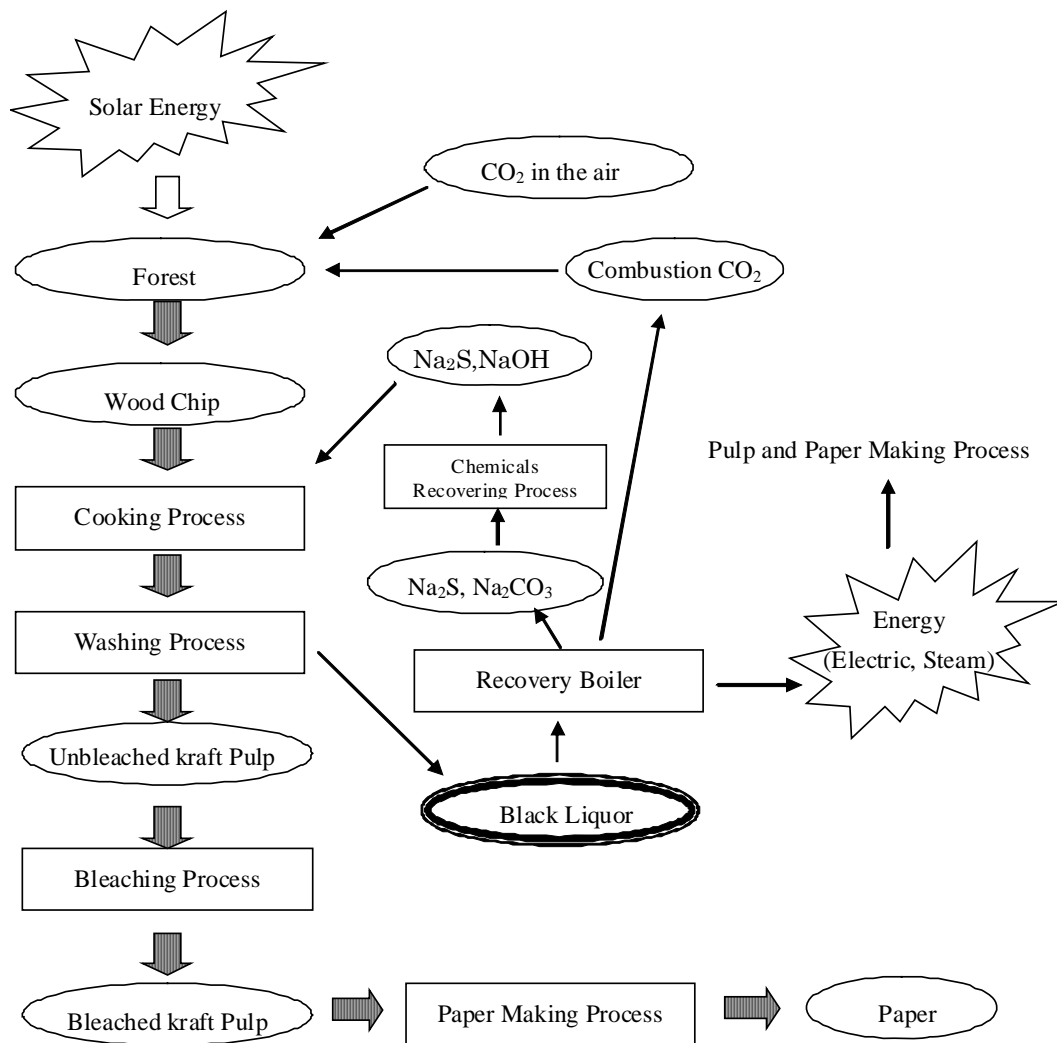 Solar Energy
CO₂ in the air
Forest
Combustion CO₂
Na₂S,NaOH
Wood Chip
Chemicals
Recovering Process
Pulp and Paper Making Process
Cooking Process
Na₂S, Na₂CO₃
Energy
(Electric, Steam)
Washing Process
Recovery Boiler
Unbleached kraft Pulp
Black Liquor
Bleaching Process
Bleached kraft Pulp
Paper Making Process
Paper